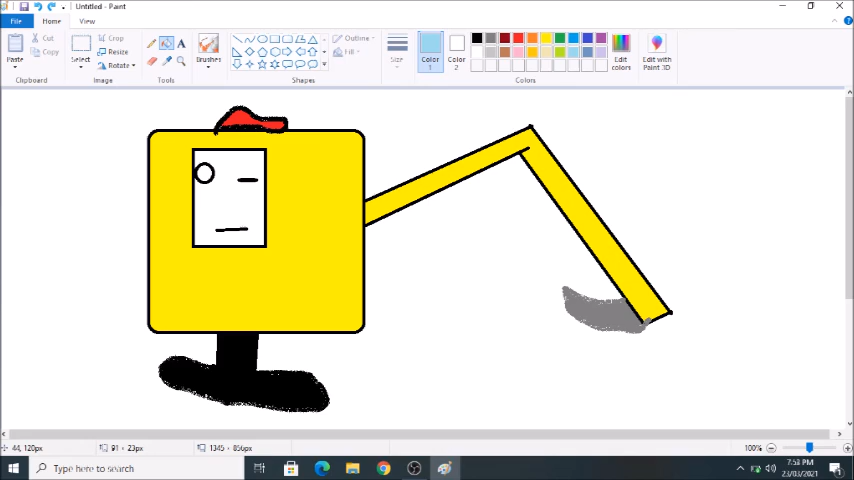 Untitled - Paint
File Home View
Paste
Cut
Copy
Clipboard
Select
Crop
Resize
Rotate
Image
A
Tools
Brushes
Outline
Fill
Shapes
Size
Color
1
Color
2
Edit
colors
Colors
Edit with
Paint 3D
44, 120px
91 × 23px
1345 × 856px
100%
Type here to search
7:53 PM
23/03/2021